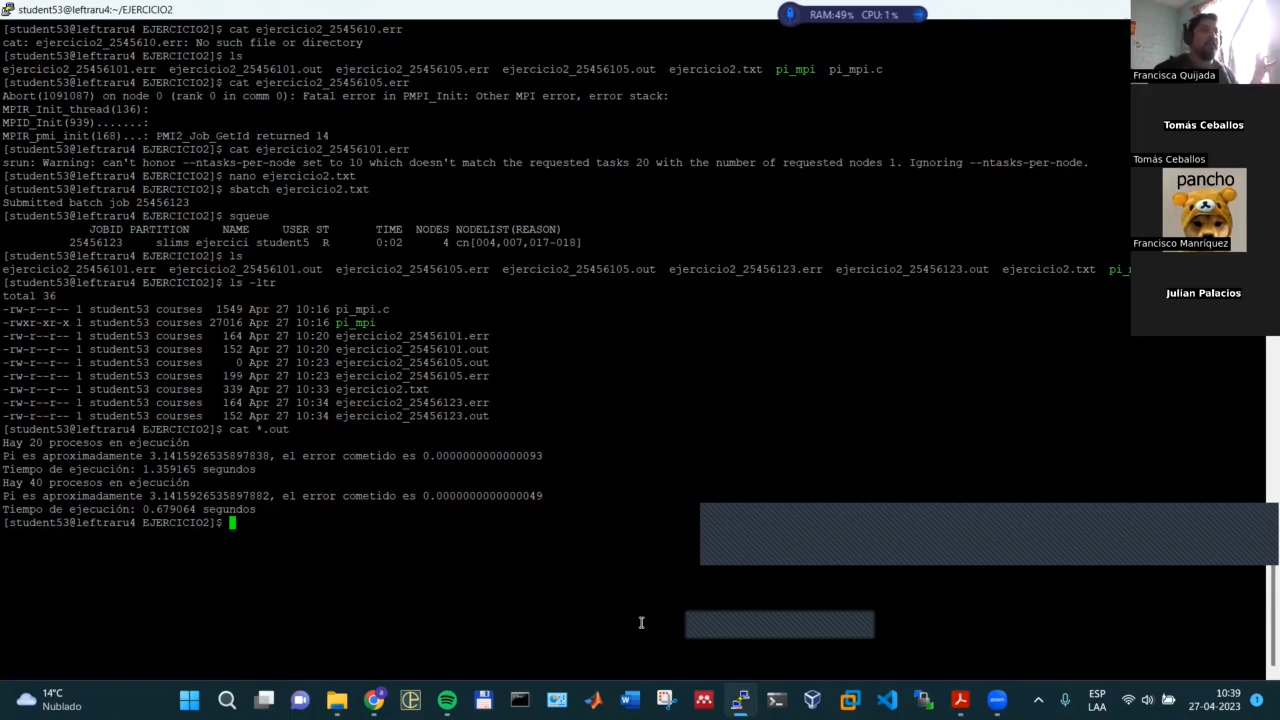 student53@leftraru4:~/EJERCICIO2
RAM:49% CPU:1%
[student53@leftraru4 EJERCICIO2]$ cat ejercicio2_2545610.err
cat: ejercicio2_2545610.err: No such file or directory
[student53@leftraru4 EJERCICIO2]$ ls
ejercicio2_25456101.err ejercicio2_25456101.out ejercicio2_25456105.err ejercicio2_25456105.out ejercicio2.txt pi_mpi pi_mpi.c
[student53@leftraru4 EJERCICIO2]$ cat ejercicio2_25456105.err
Abort(1091087) on node 0 (rank 0 in comm 0): Fatal error in PMPI_Init: Other MPI error, error stack:
MPIR_Init_thread(136):
MPID_Init(939).......:
MPIR_pmi_init(168)...: PMI2_Job_GetId returned 14
[student53@leftraru4 EJERCICIO2]$ cat ejercicio2_25456101.err
srun: Warning: can't honor --ntasks-per-node set to 10 which doesn't match the requested tasks 20 with the number of requested nodes 1. Ignoring --ntasks-per-node.
[student53@leftraru4 EJERCICIO2]$ nano ejercicio2.txt
[student53@leftraru4 EJERCICIO2]$ sbatch ejercicio2.txt
Submitted batch job 25456123
[student53@leftraru4 EJERCICIO2]$ squeue
JOBID PARTITION NAME USER ST TIME NODES NODELIST(REASON)
25456123 slims ejercici student5 R 0:02 4 cn[004,007,017-018]
[student53@leftraru4 EJERCICIO2]$ ls
ejercicio2_25456101.err ejercicio2_25456101.out ejercicio2_25456105.err ejercicio2_25456105.out ejercicio2_25456123.err ejercicio2_25456123.out ejercicio2.txt pi_m
[student53@leftraru4 EJERCICIO2]$ ls -ltr
total 36
-rw-r--r-- 1 student53 courses 1549 Apr 27 10:16 pi_mpi.c
-rwxr-xr-x 1 student53 courses 27016 Apr 27 10:16 pi_mpi
-rw-r--r-- 1 student53 courses 164 Apr 27 10:20 ejercicio2_25456101.err
-rw-r--r-- 1 student53 courses 152 Apr 27 10:20 ejercicio2_25456101.out
-rw-r--r-- 1 student53 courses 0 Apr 27 10:23 ejercicio2_25456105.out
-rw-r--r-- 1 student53 courses 199 Apr 27 10:23 ejercicio2_25456105.err
-rw-r--r-- 1 student53 courses 339 Apr 27 10:33 ejercicio2.txt
-rw-r--r-- 1 student53 courses 164 Apr 27 10:34 ejercicio2_25456123.err
-rw-r--r-- 1 student53 courses 152 Apr 27 10:34 ejercicio2_25456123.out
[student53@leftraru4 EJERCICIO2]$ cat *.out
Hay 20 procesos en ejecución
Pi es aproximadamente 3.1415926535897838, el error cometido es 0.0000000000000093
Tiempo de ejecución: 1.359165 segundos
Hay 40 procesos en ejecución
Pi es aproximadamente 3.1415926535897882, el error cometido es 0.0000000000000049
Tiempo de ejecución: 0.679064 segundos
[student53@leftraru4 EJERCICIO2]$
Francisca Quijada
Tomás Ceballos
Tomás Ceballos
pancho
Francisco Manríquez
Julian Palacios
14°C
Nublado
ESP
LAA
10:39
27-04-2023